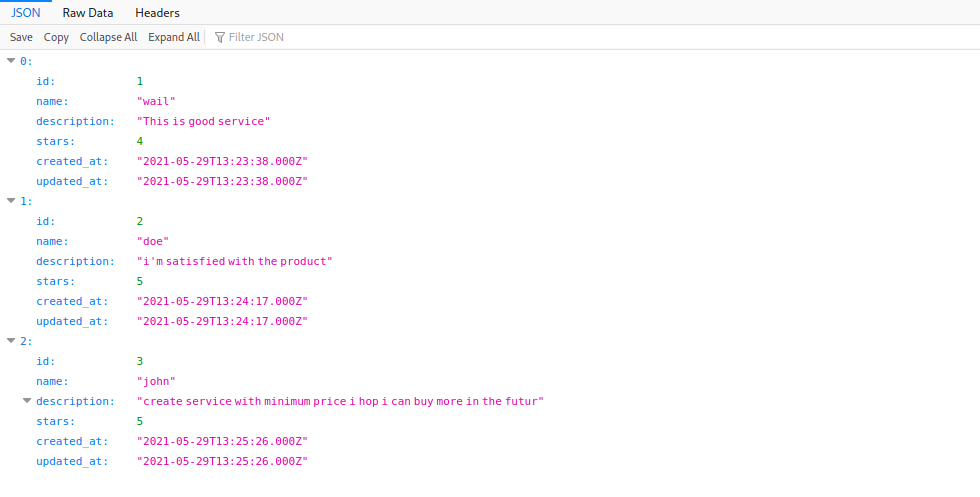 JSON Raw Data Headers
Save Copy Collapse All Expand All Filter JSON
0:
id: 1
name: "wail"
description: "This is good service"
stars: 4
created_at: "2021-05-29T13:23:38.000Z"
updated_at: "2021-05-29T13:23:38.000Z"
1:
id: 2
name: "doe"
description: "i'm satisfied with the product"
stars: 5
created_at: "2021-05-29T13:24:17.000Z"
updated_at: "2021-05-29T13:24:17.000Z"
2:
id: 3
name: "john"
description: "create service with minimum price i hop i can buy more in the futur"
stars: 5
created_at: "2021-05-29T13:25:26.000Z"
updated_at: "2021-05-29T13:25:26.000Z"